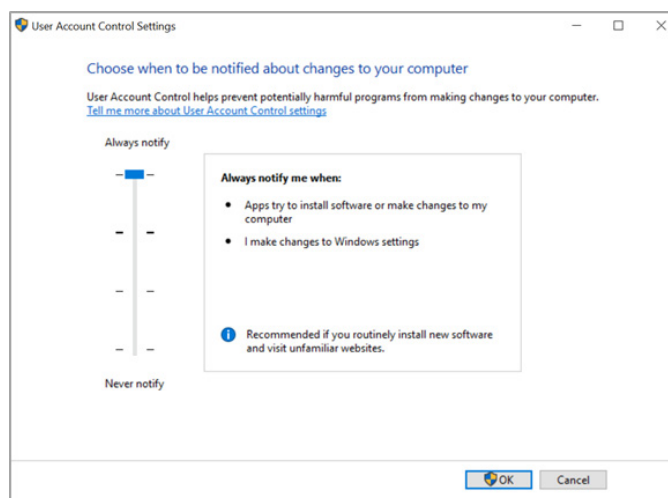 User Account Control Settings
Choose when to be notified about changes to your computer
User Account Control helps prevent potentially harmful programs from making changes to your computer.
Tell me more about User Account Control settings
Always notify
Always notify me when:
Apps try to install software or make changes to my
computer
I make changes to Windows settings
Recommended if you routinely install new software
and visit unfamiliar websites.
Never notify
OK
Cancel